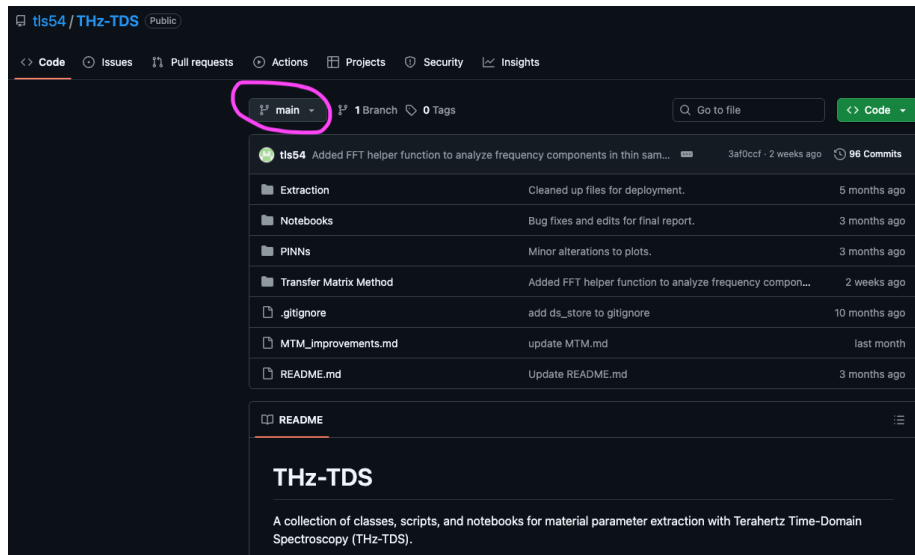 tls54 / THz-TDS Public
Code Issues Pull requests Actions Projects Security Insights
main 1 Branch 0 Tags Go to file Code
tls54 Added FFT helper function to analyze frequency components in thin sam... 3af0ccf · 2 weeks ago 96 Commits
Extraction Cleaned up files for deployment. 5 months ago
Notebooks Bug fixes and edits for final report. 3 months ago
PINNs Minor alterations to plots. 3 months ago
Transfer Matrix Method Added FFT helper function to analyze frequency compon... 2 weeks ago
.gitignore add ds_store to gitignore 10 months ago
MTM_improvements.md update MTM.md last month
README.md Update README.md 3 months ago
README
THz-TDS
A collection of classes, scripts, and notebooks for material parameter extraction with Terahertz Time-Domain
Spectroscopy (THz-TDS).